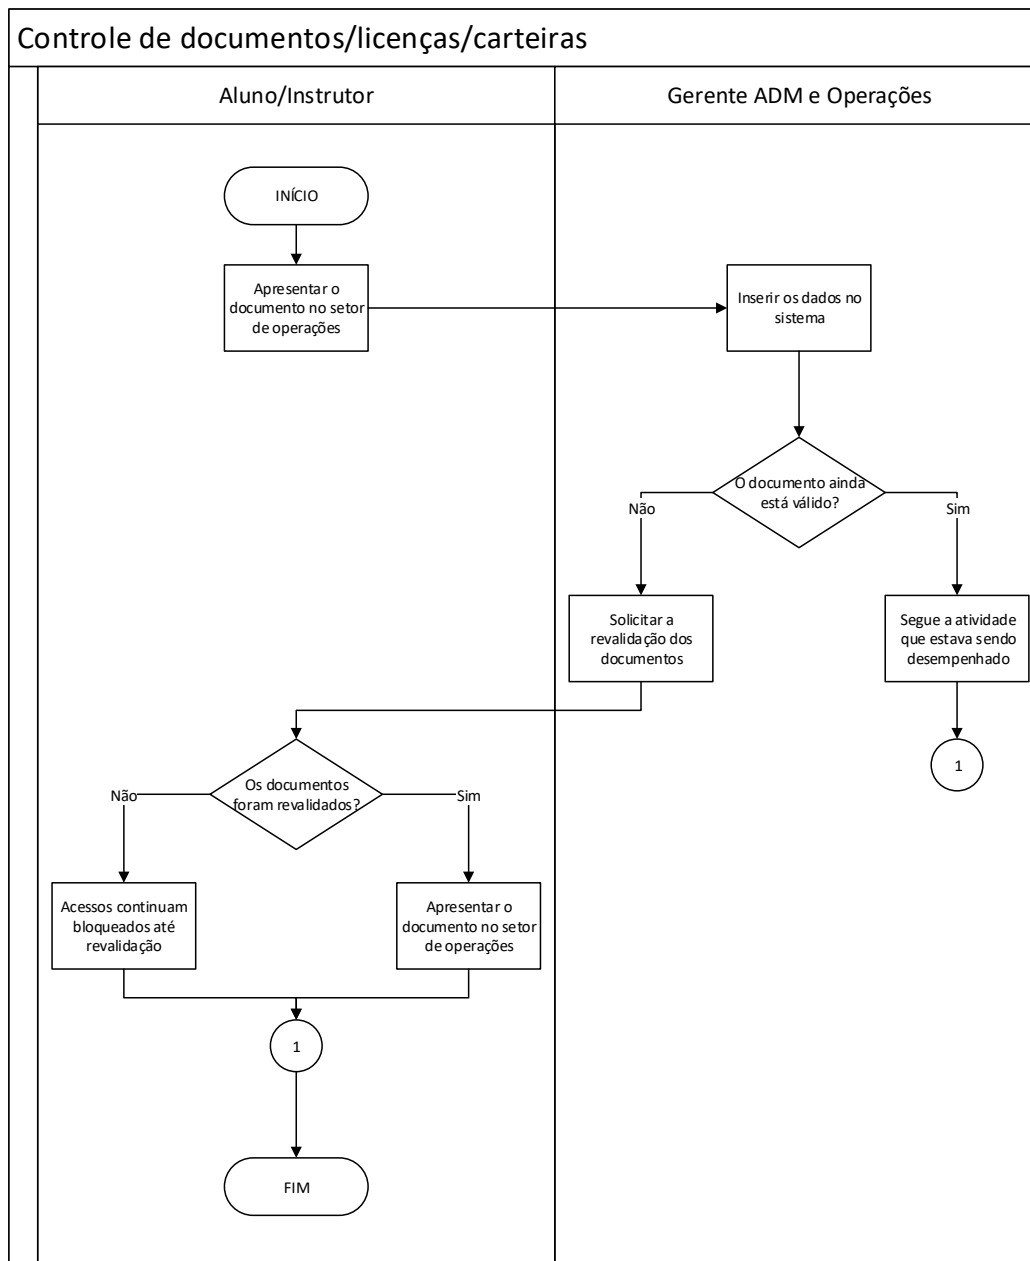 Controle de documentos/licenças/carteiras
Aluno/Instrutor
Gerente ADM e Operações
INÍCIO
Apresentar o
documento no setor
de operações
Inserir os dados no
sistema
O documento ainda
está válido?
Não
Sim
Solicitar a
revalidação dos
documentos
Segue a atividade
que estava sendo
desempenhado
1
Os documentos
foram revalidados?
Não
Sim
Acessos continuam
bloqueados até
revalidação
Apresentar o
documento no setor
de operações
1
FIM